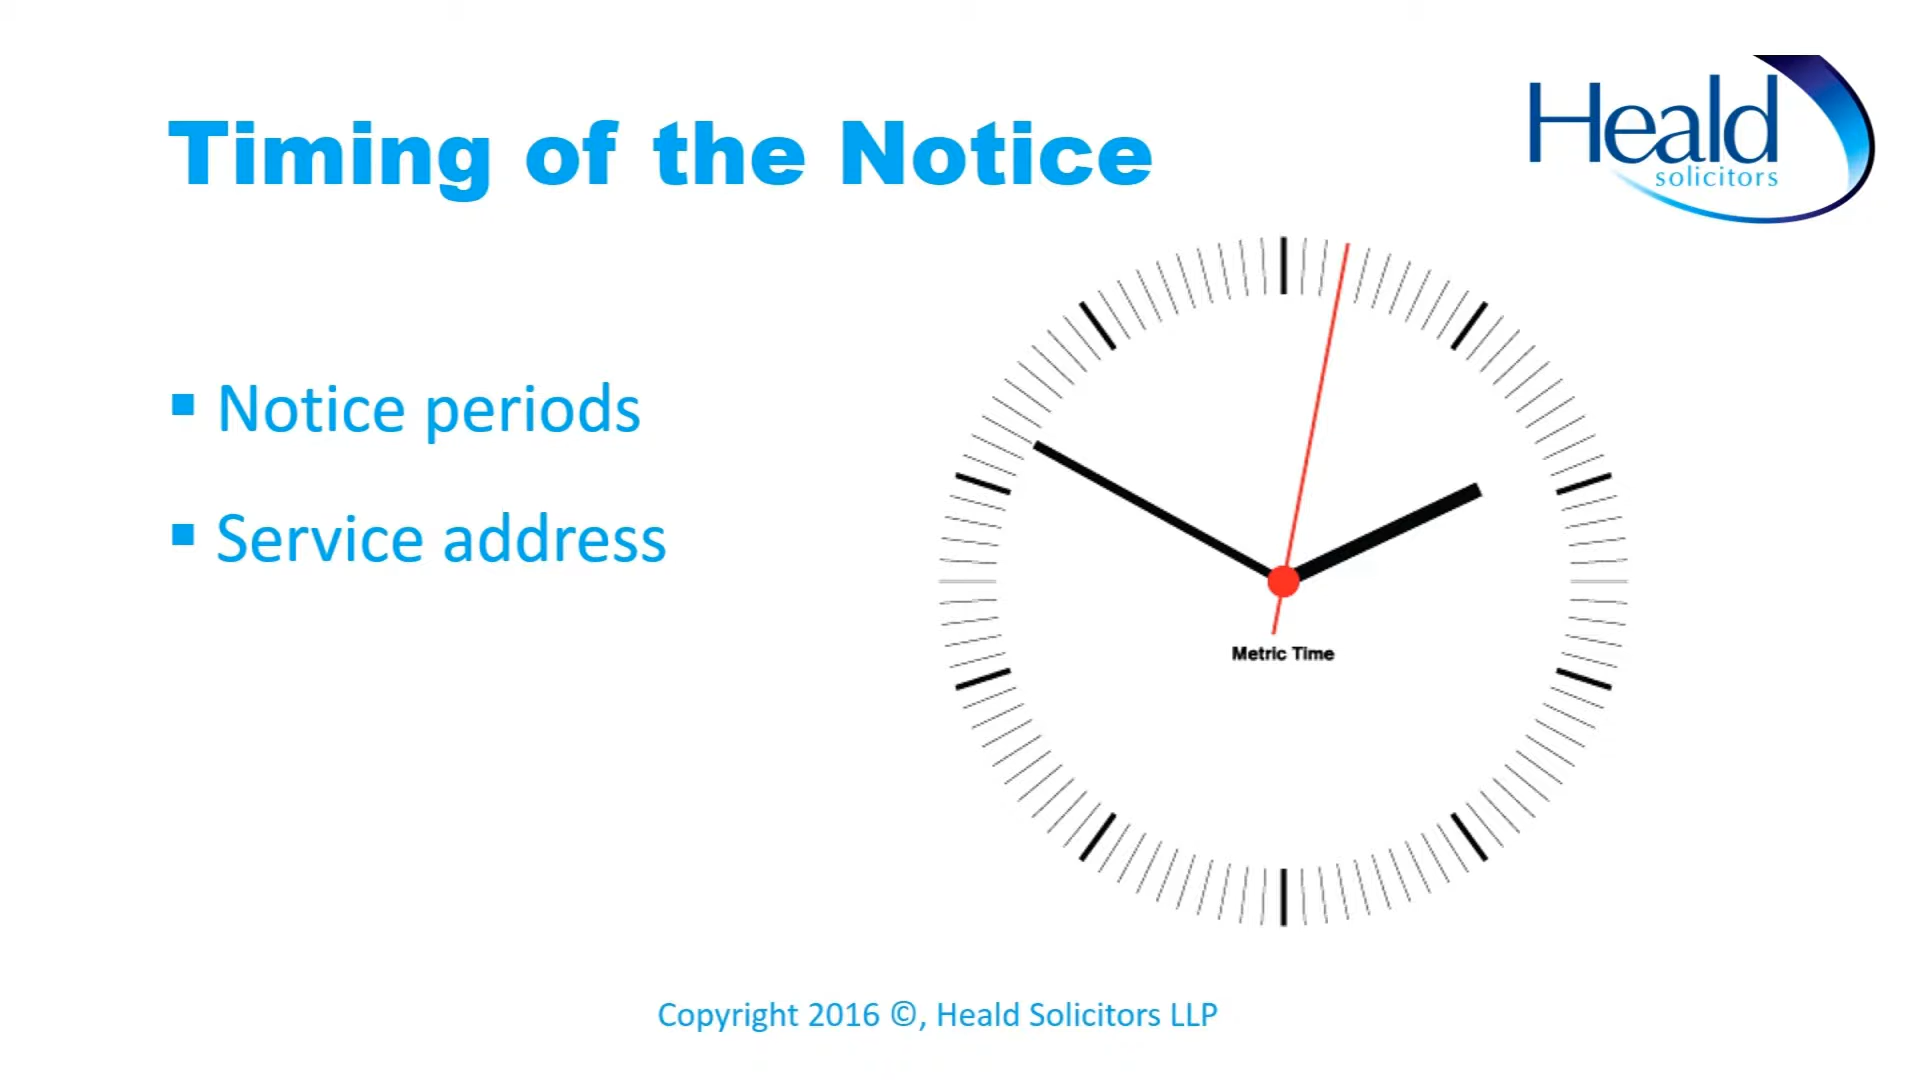 Timing of the Notice
Heald
solicitors
▪ Notice periods
▪ Service address
Metric Time
Copyright 2016 ©, Heald Solicitors LLP